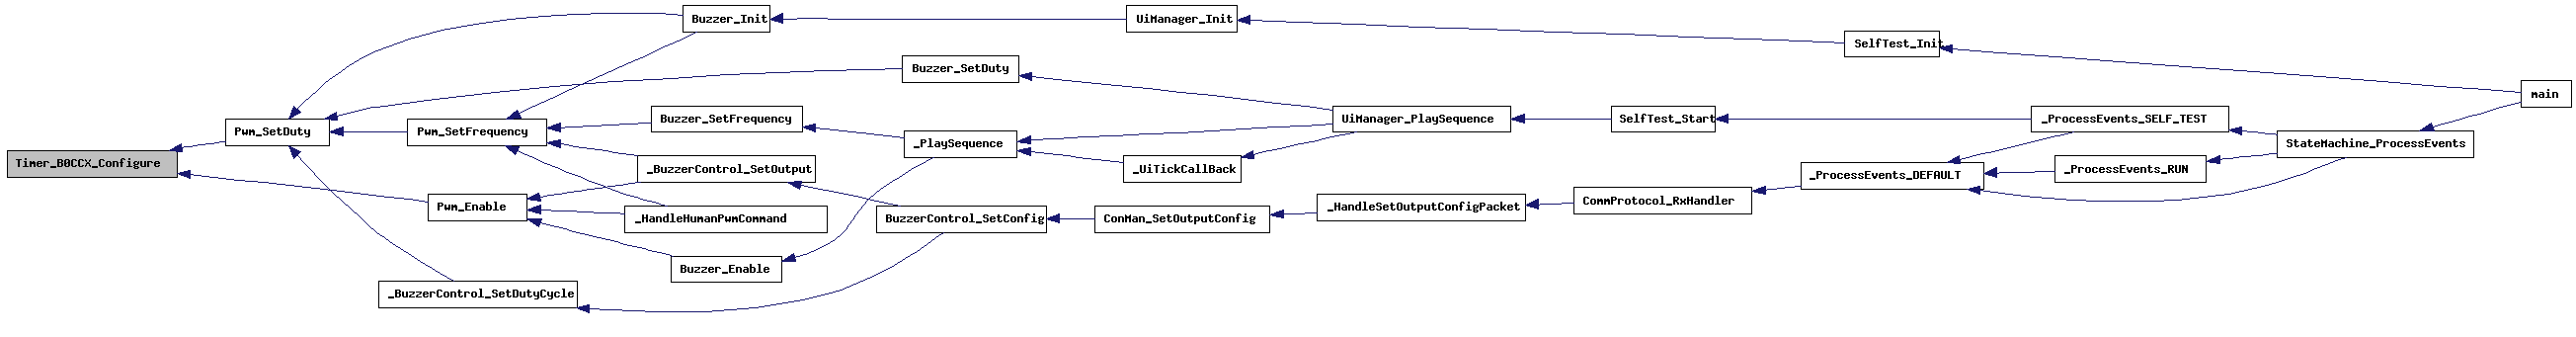 Buzzer_Init
UiManager_Init
SelfTest_Init
Buzzer_SetDuty
main
Buzzer_SetFrequency
UiManager_PlaySequence
SelfTest_Start
_ProcessEvents_SELF_TEST
Pwm_SetDuty
Pwm_SetFrequency
_PlaySequence
StateMachine_ProcessEvents
Timer_B0CCX_Configure
_BuzzerControl_SetOutput
_UiTickCallBack
_ProcessEvents_DEFAULT
_ProcessEvents_RUN
Pwm_Enable
_HandleHumanPwmCommand
BuzzerControl_SetConfig
ConMan_SetOutputConfig
_HandleSetOutputConfigPacket
CommProtocol_RxHandler
Buzzer_Enable
_BuzzerControl_SetDutyCycle